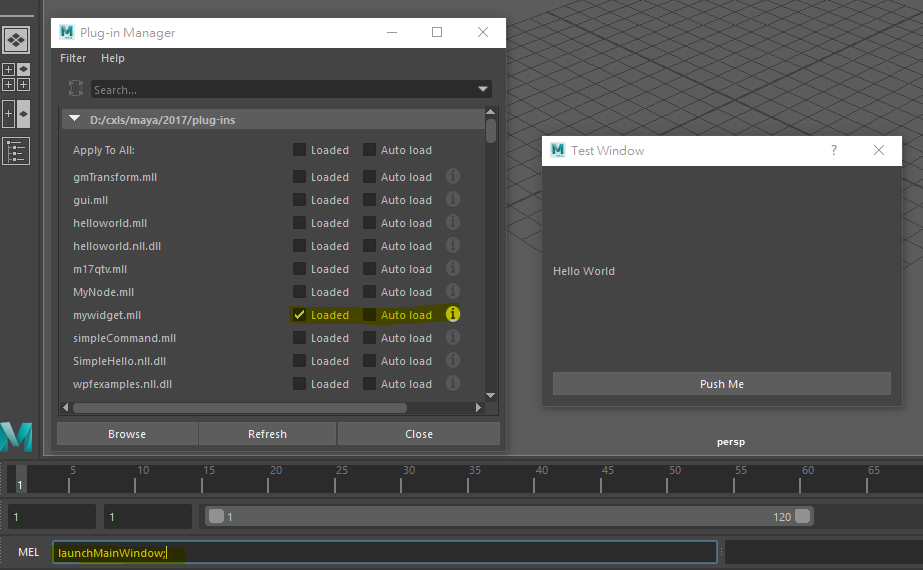 Plug-in Manager
Filter Help
Search...
D:/cxls/maya/2017/plug-ins
Apply To All: Loaded Auto load
gmTransform.mll Loaded Auto load
gui.mll Loaded Auto load
helloworld.mll Loaded Auto load
helloworld.nll.dll Loaded Auto load
m17qtv.mll Loaded Auto load
MyNode.mll Loaded Auto load
mywidget.mll Loaded Auto load
simpleCommand.mll Loaded Auto load
SimpleHello.nll.dll Loaded Auto load
wpfexamples.nll.dll Loaded Auto load
Browse Refresh Close
Test Window
Hello World
Push Me
persp
1 5 10 15 20 25 30 35 40 45 50 55 60 65
1 1 1 120
MEL launchMainWindow;